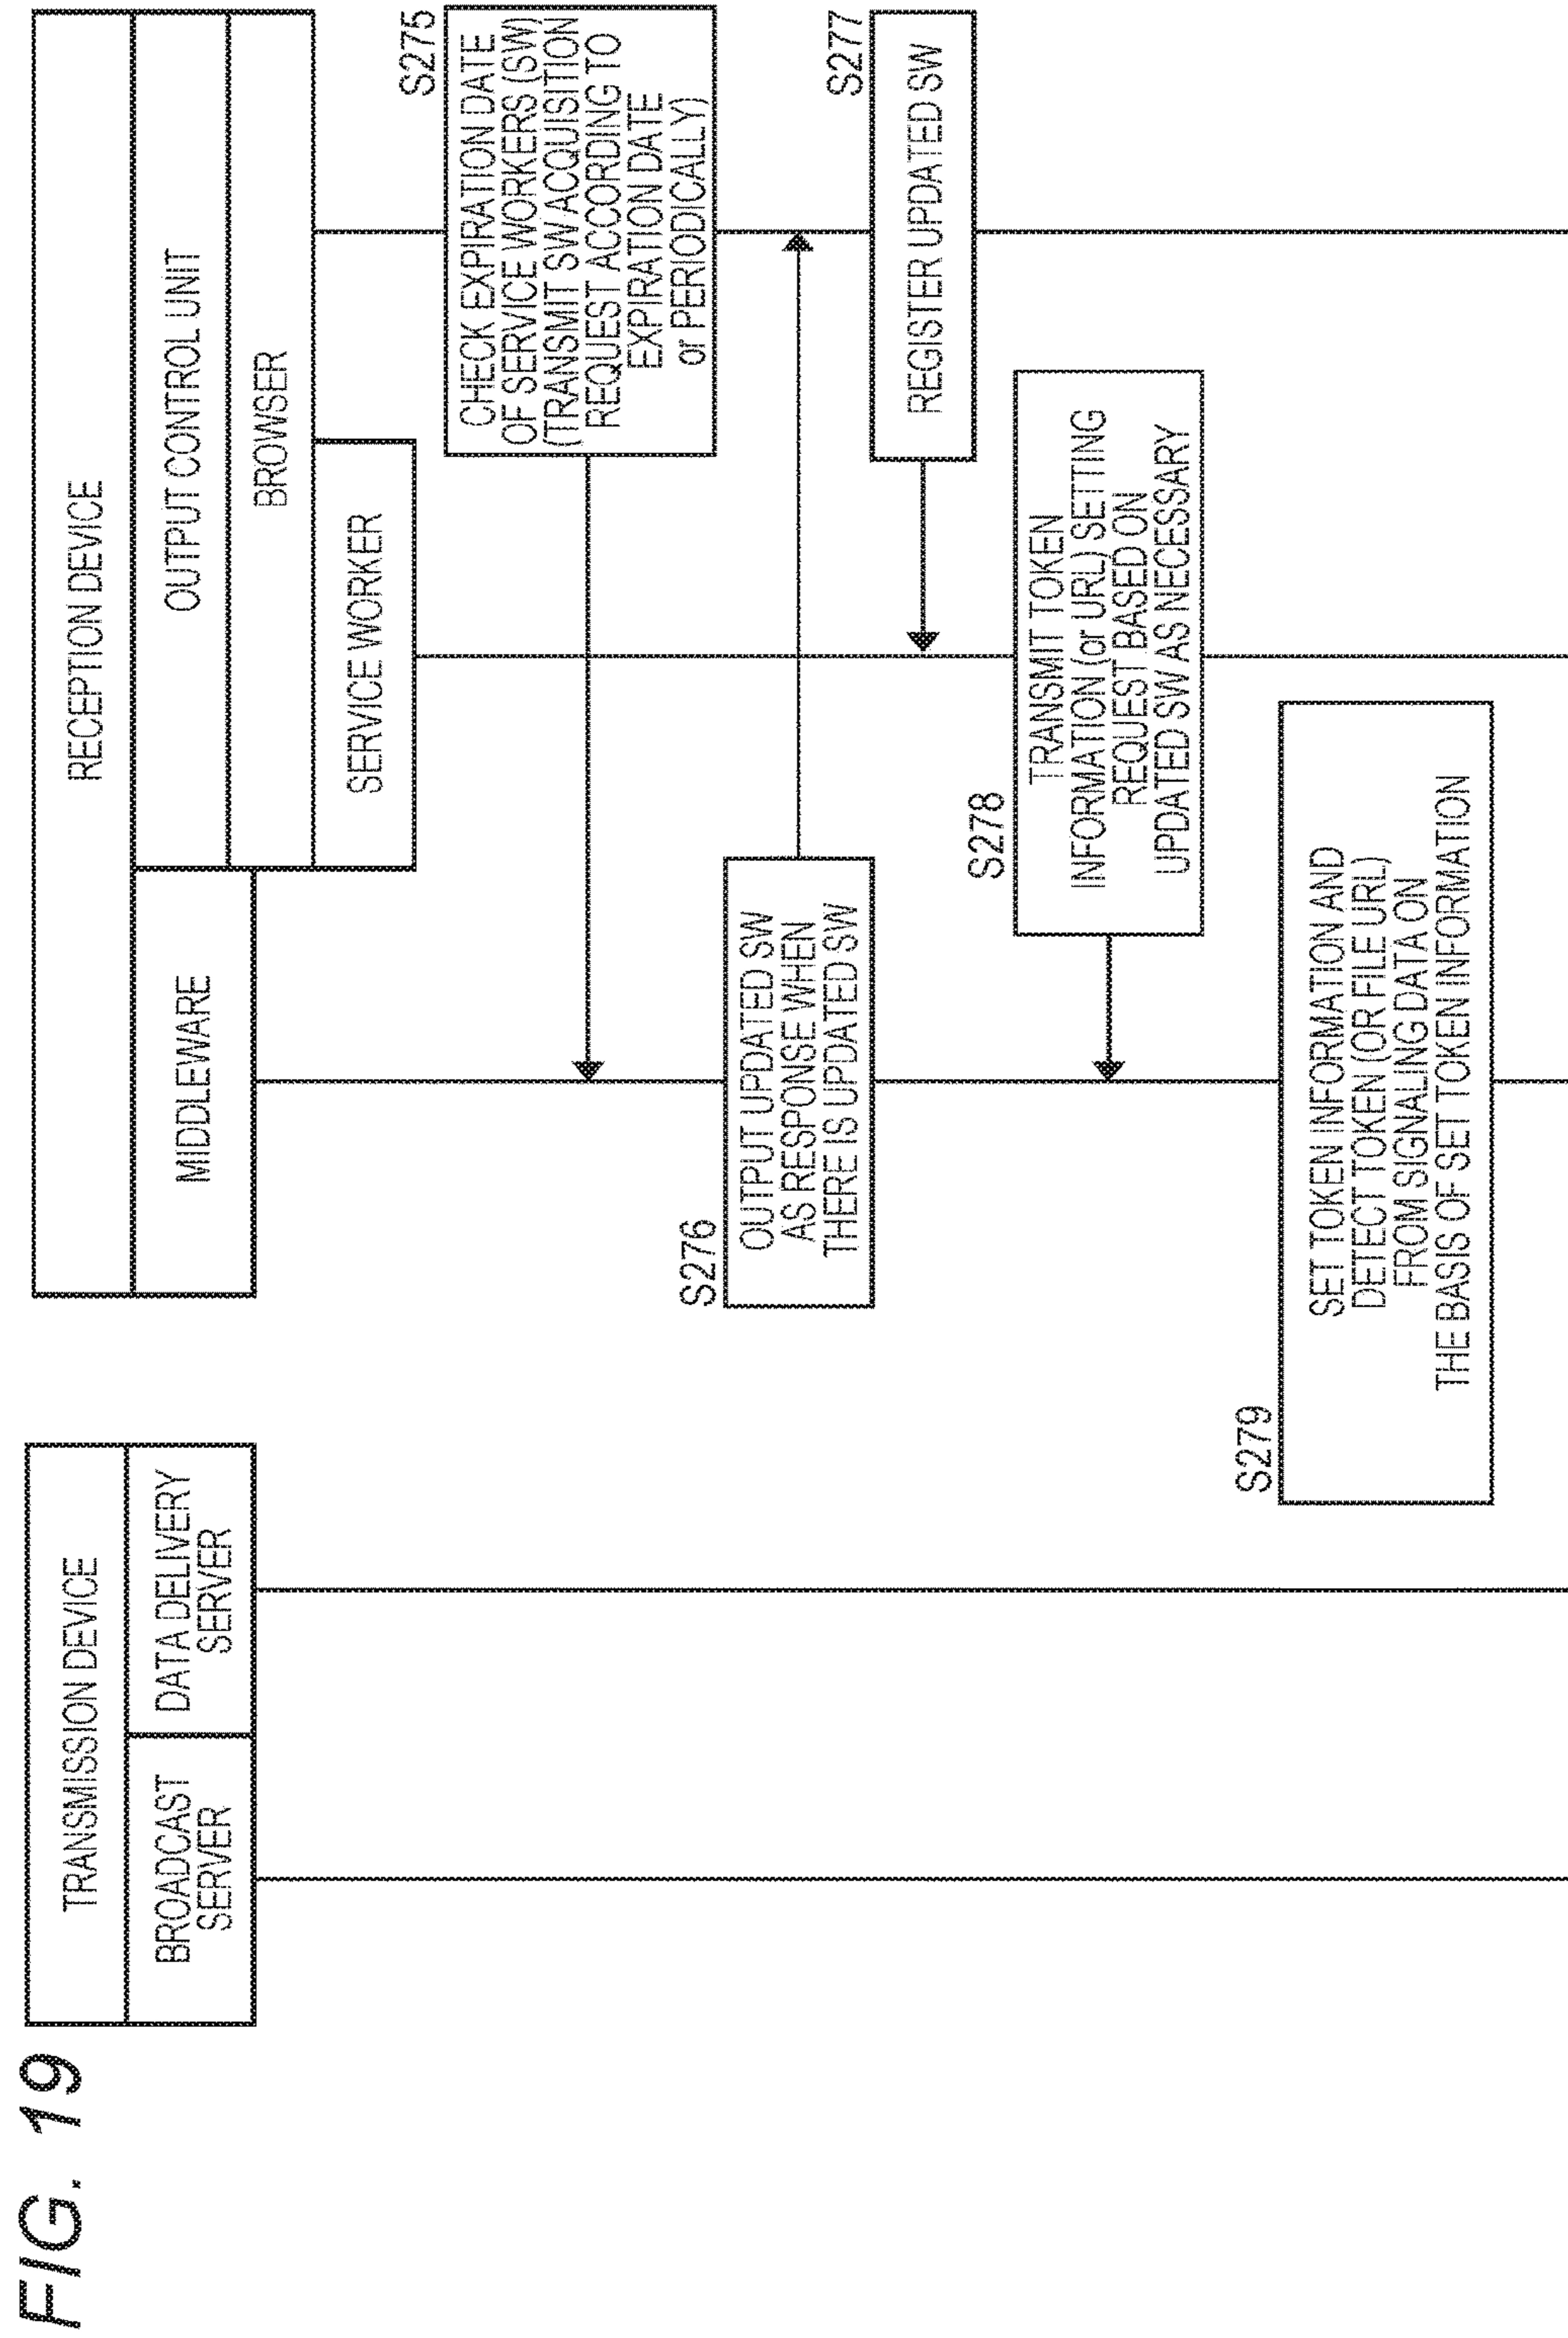 FIG. 19
TRANSMISSION DEVICE
BROADCAST
SERVER
DATA DELIVERY
SERVER
RECEPTION DEVICE
MIDDLEWARE
OUTPUT CONTROL UNIT
BROWSER
SERVICE WORKER
S275
CHECK EXPIRATION DATE
OF SERVICE WORKERS (SW)
(TRANSMIT SW ACQUISITION
REQUEST ACCORDING TO
EXPIRATION DATE
or PERIODICALLY)
S276
OUTPUT UPDATED SW
AS RESPONSE WHEN
THERE IS UPDATED SW
S277
REGISTER UPDATED SW
S278
TRANSMIT TOKEN
INFORMATION (or URL) SETTING
REQUEST BASED ON
UPDATED SW AS NECESSARY
S279
SET TOKEN INFORMATION AND
DETECT TOKEN (OR FILE URL)
FROM SIGNALING DATA ON
THE BASIS OF SET TOKEN INFORMATION